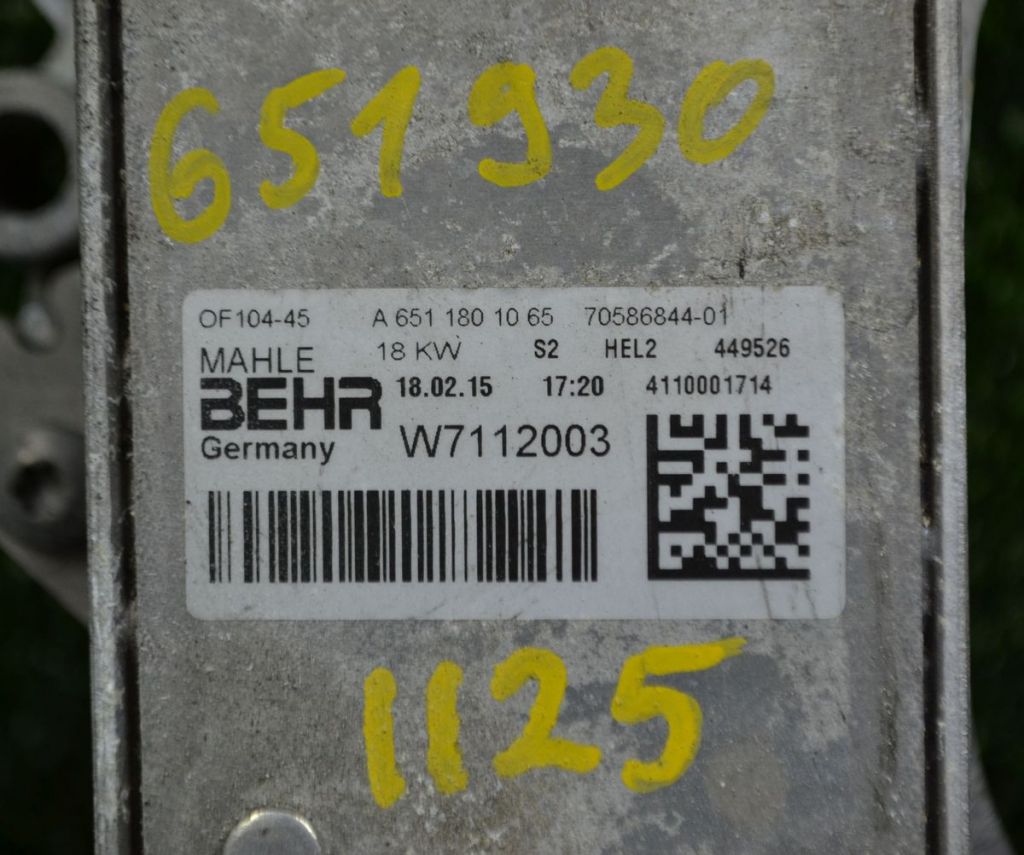 651930
OF104-45 A 651 180 10 65 70586844-01
MAHLE 18 KW S2 HEL2 449526
BEHR 18.02.15 17:20 4110001714
Germany W7112003
1125